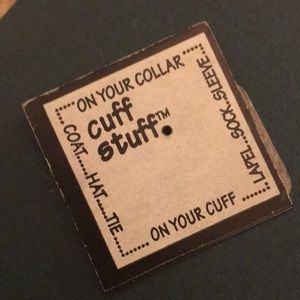 ON YOUR COLLAR
cuff
stuff™
COAT....HAT....TIE
LAPEL..SOCK..SLEEVE
ON YOUR CUFF